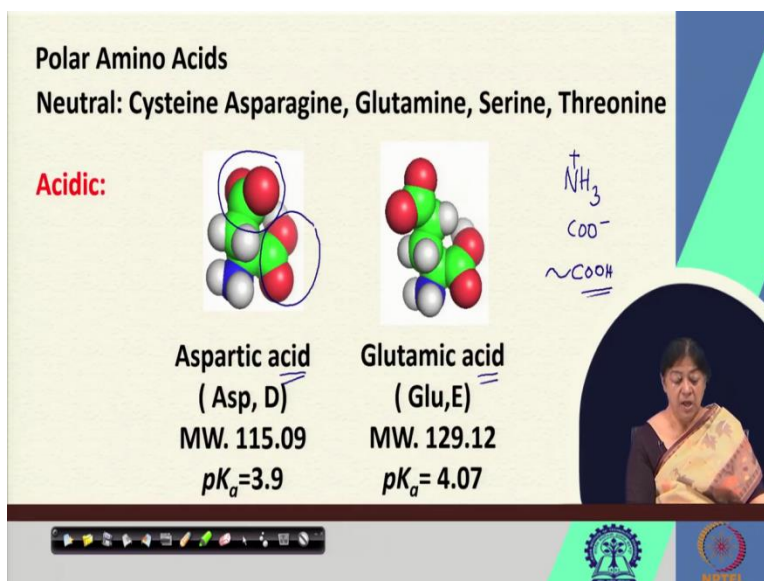 Polar Amino Acids
Neutral: Cysteine Asparagine, Glutamine, Serine, Threonine
Acidic:
+
NH3
COO-
~COOH
Aspartic acid
( Asp, D)
MW. 115.09
pKa=3.9
Glutamic acid
( Glu,E)
MW. 129.12
pKa= 4.07
NPTEL